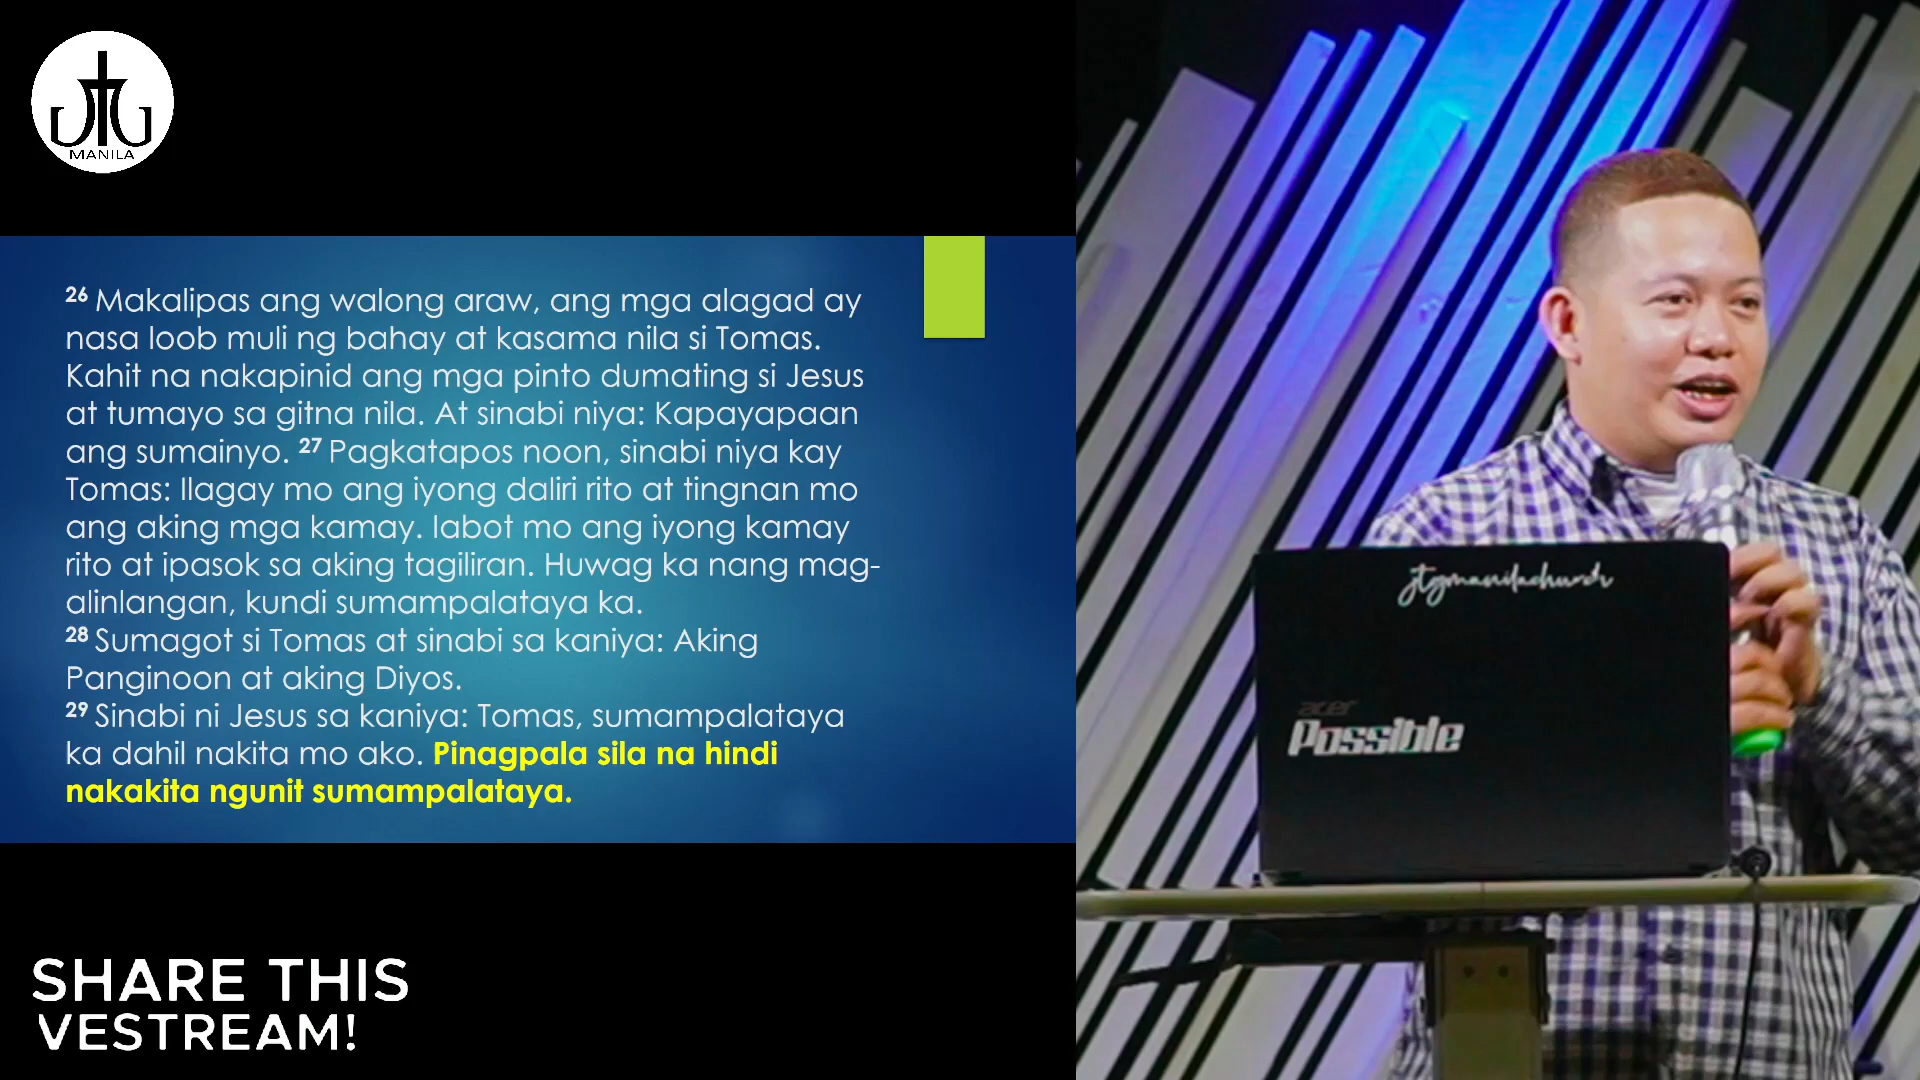 JTG
MANILA
26 Makalipas ang walong araw, ang mga alagad ay
nasa loob muli ng bahay at kasama nila si Tomas.
Kahit na nakapinid ang mga pinto dumating si Jesus
at tumayo sa gitna nila. At sinabi niya: Kapayapaan
ang sumainyo. 27 Pagkatapos noon, sinabi niya kay
Tomas: Ilagay mo ang iyong daliri rito at tingnan mo
ang aking mga kamay. Iabot mo ang iyong kamay
rito at ipasok sa aking tagiliran. Huwag ka nang mag-
alinlangan, kundi sumampalataya ka.
28 Sumagot si Tomas at sinabi sa kaniya: Aking
Panginoon at aking Diyos.
29 Sinabi ni Jesus sa kaniya: Tomas, sumampalataya
ka dahil nakita mo ako. Pinagpala sila na hindi
nakakita ngunit sumampalataya.
SHARE THIS
VESTREAM!
jtgmanilachurch
acer
Possible